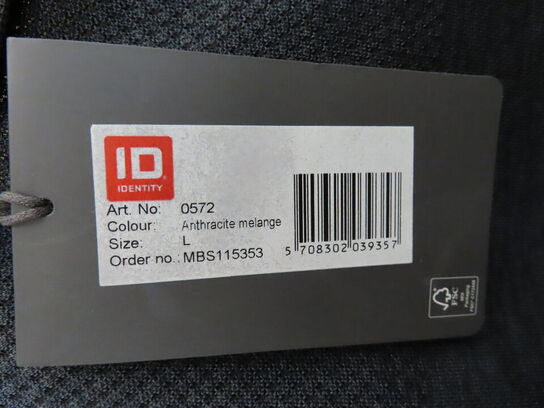 ID
IDENTITY
Art. No: 0572
Colour: Anthracite melange
Size: L
Order no.: MBS115353
5 708302 039357
FSC